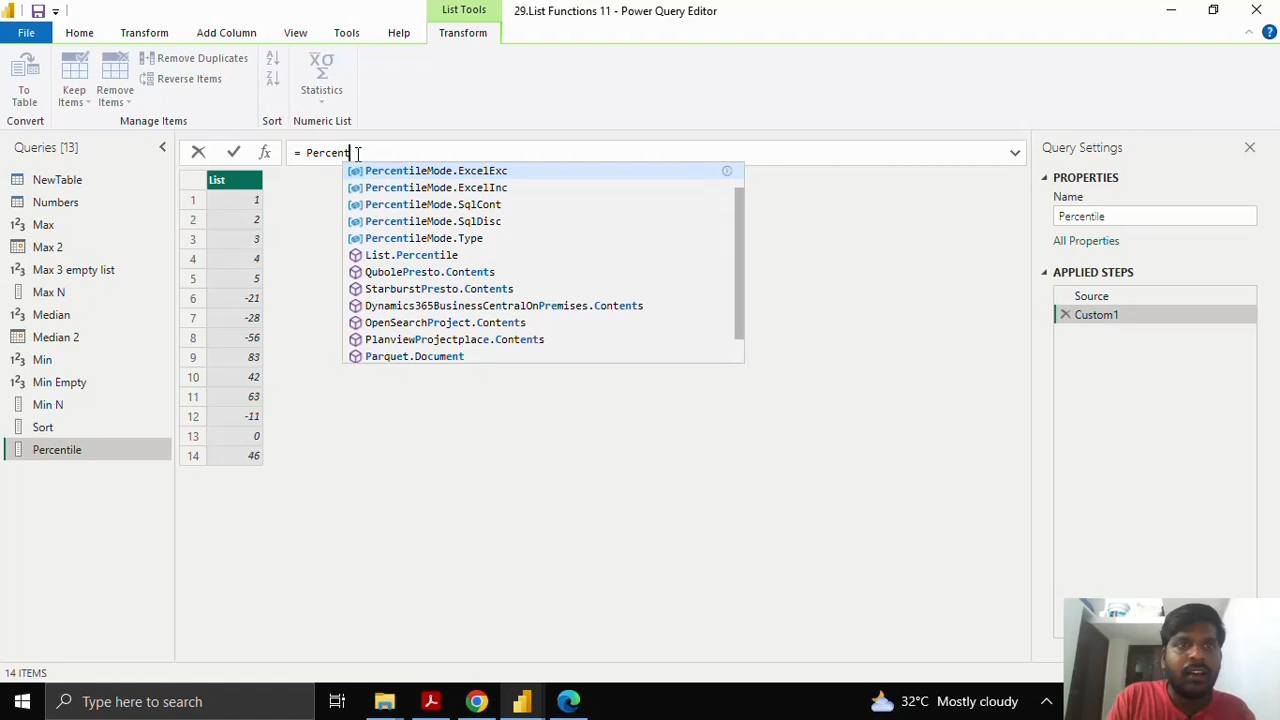 List Tools
29.List Functions 11 - Power Query Editor
File
Home
Transform
Add Column
View
Tools
Help
Transform
To Table
Keep Items
Remove Items
Remove Duplicates
Reverse Items
Statistics
Convert
Manage Items
Sort
Numeric List
Queries [13]
NewTable
Numbers
Max
Max 2
Max 3 empty list
Max N
Median
Median 2
Min
Min Empty
Min N
Sort
Percentile
= Percent
PercentileMode.ExcelExc
PercentileMode.ExcelInc
PercentileMode.SqlCont
PercentileMode.SqlDisc
PercentileMode.Type
List.Percentile
QubolePresto.Contents
StarburstPresto.Contents
Dynamics365BusinessCentralOnPremises.Contents
OpenSearchProject.Contents
PlanviewProjectplace.Contents
Parquet.Document
List
1 1
2 2
3 3
4 4
5 5
6 -21
7 -28
8 -56
9 83
10 42
11 63
12 -11
13 0
14 46
Query Settings
PROPERTIES
Name
Percentile
All Properties
APPLIED STEPS
Source
Custom1
14 ITEMS
Type here to search
32°C Mostly cloudy